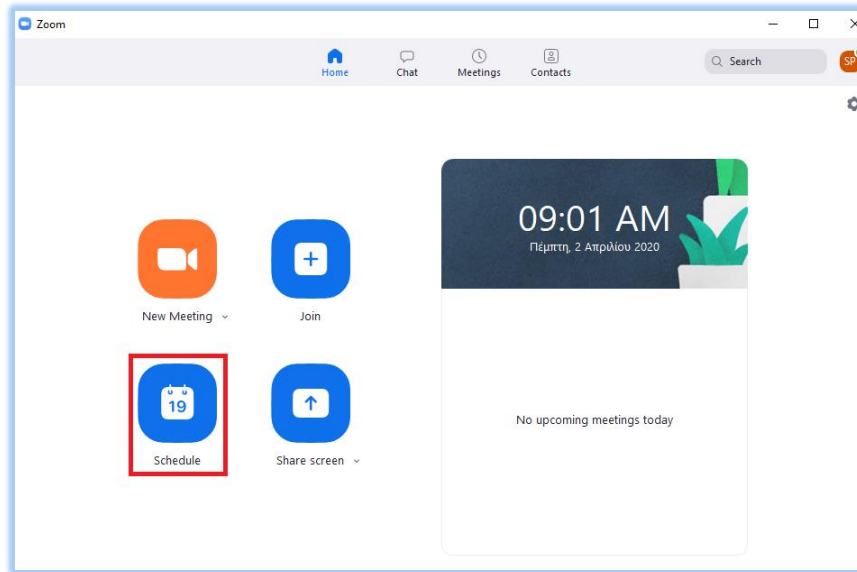 Zoom
Home
Chat
Meetings
Contacts
Search
SP
09:01 AM
Πέμπτη, 2 Απριλίου 2020
New Meeting
Join
19
Schedule
Share screen
No upcoming meetings today